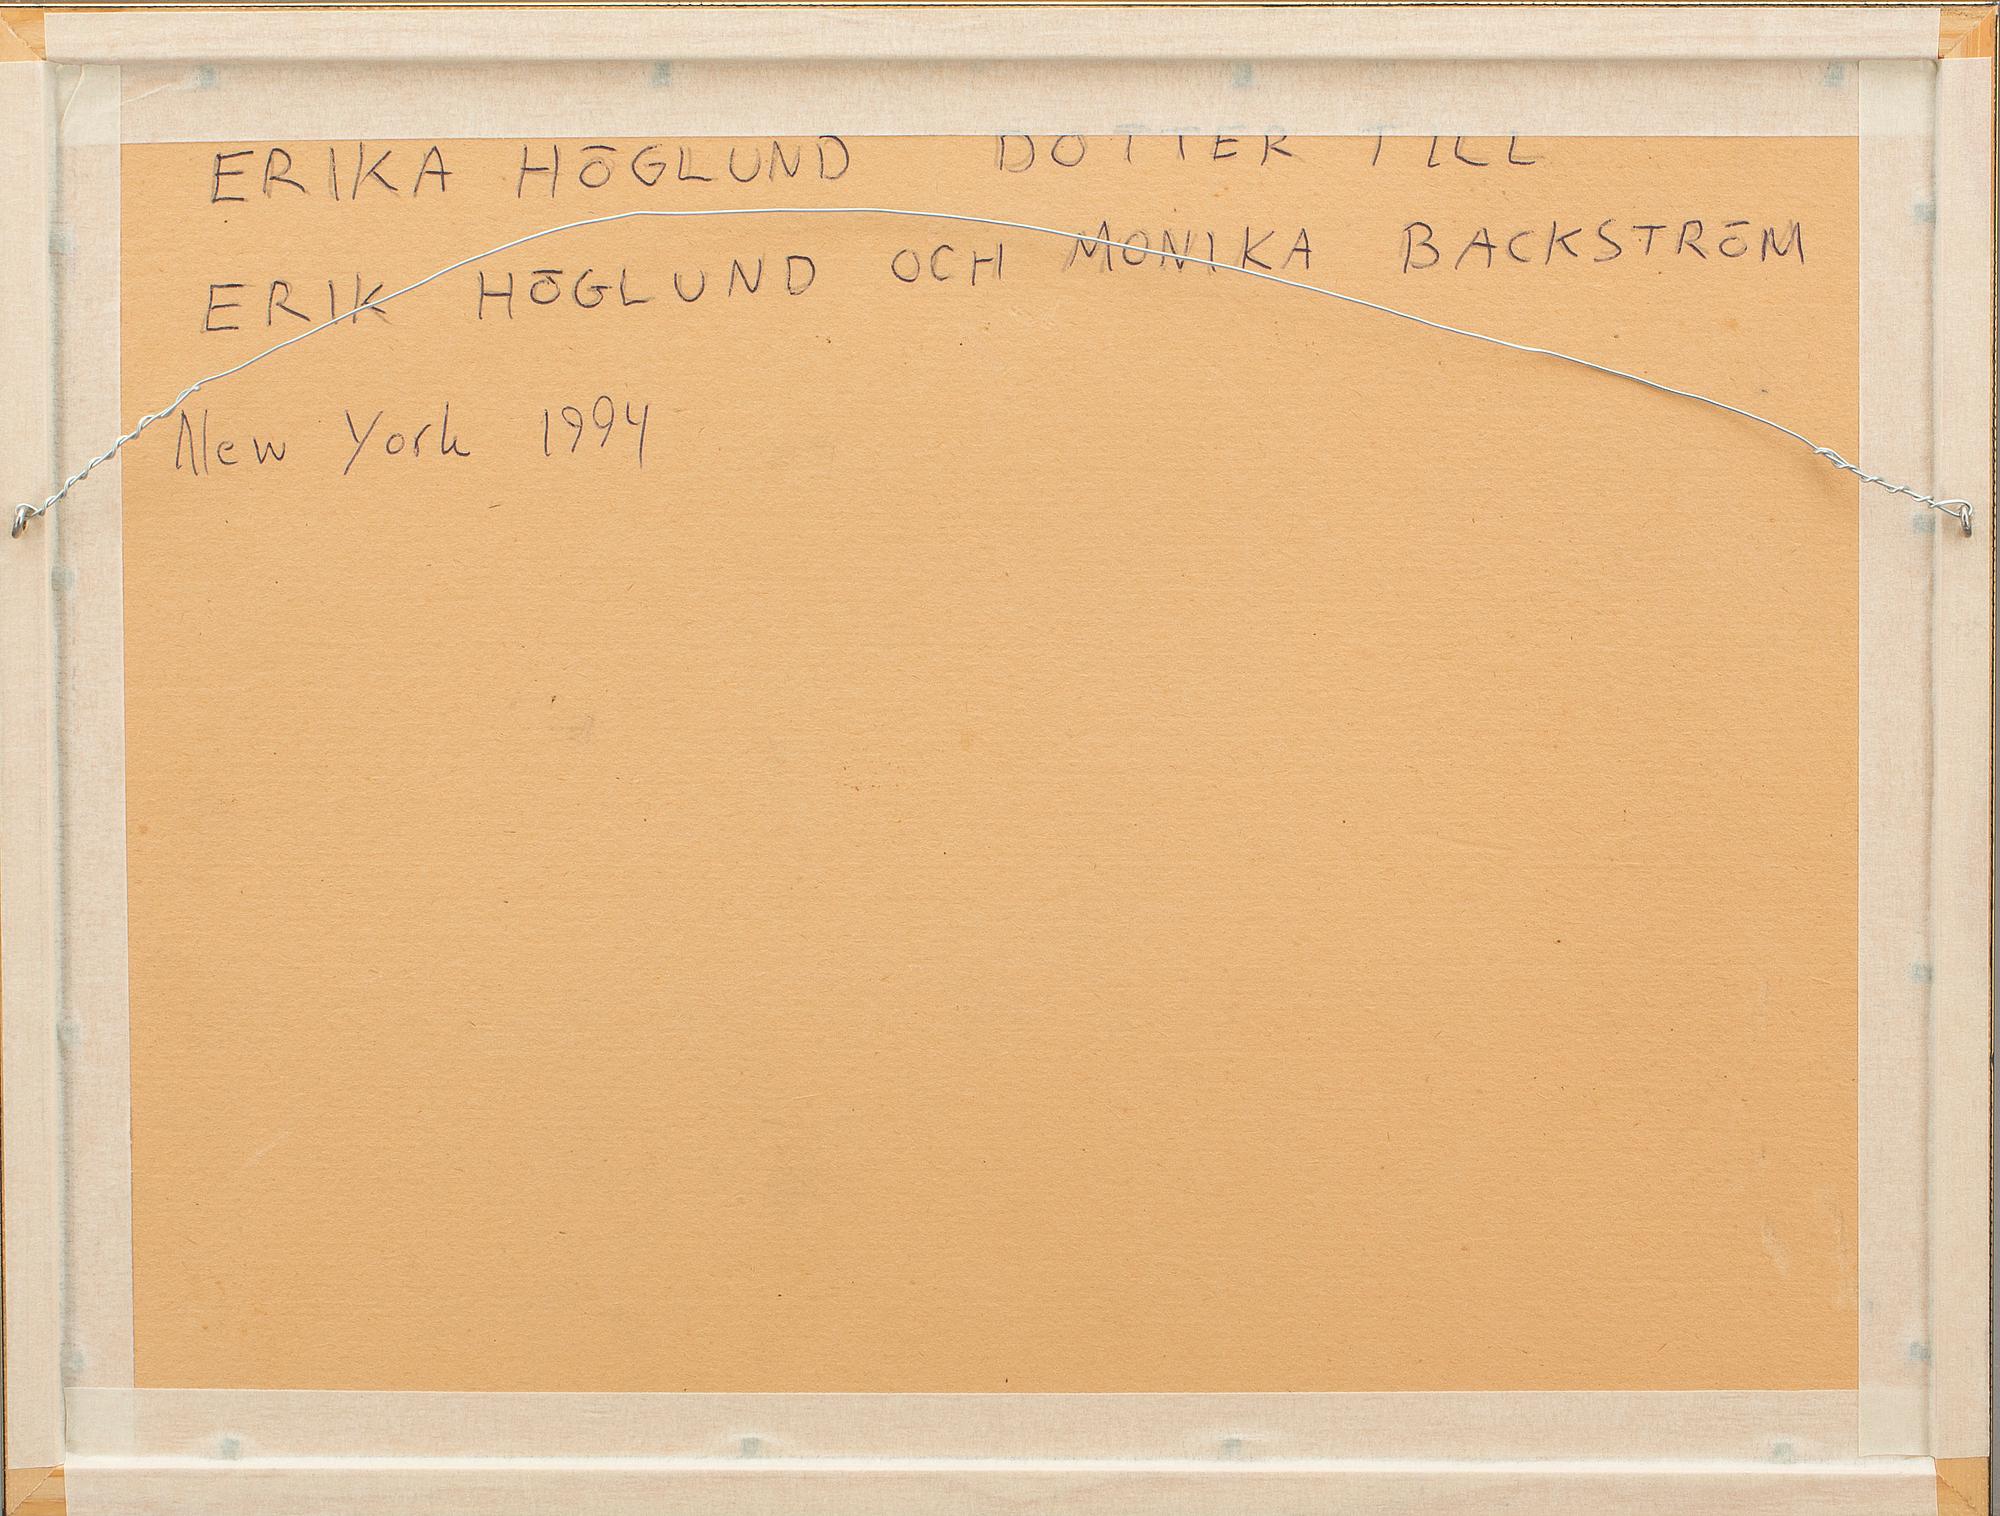 ERIKA HÖGLUND DOTTER TILL
ERIK HÖGLUND OCH MONIKA BACKSTRÖM
New York 1994